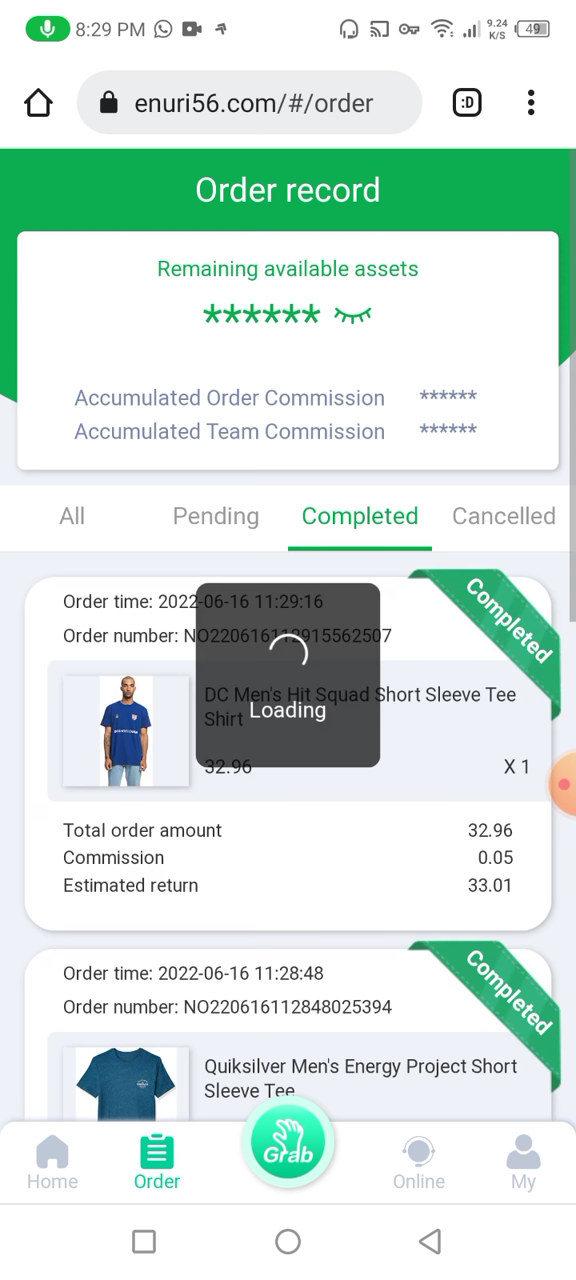 8:29 PM
9.24
K/S
49
enuri56.com/#/order
:D
Order record
Remaining available assets
******
Accumulated Order Commission ******
Accumulated Team Commission ******
All Pending Completed Cancelled
Order time: 2022-06-16 11:29:16
Completed
Order number: NO220616112915562507
DC Men's Hit Squad Short Sleeve Tee
Shirt
Loading
32.96 X 1
Total order amount 32.96
Commission 0.05
Estimated return 33.01
Order time: 2022-06-16 11:28:48
Completed
Order number: NO220616112848025394
Quiksilver Men's Energy Project Short
Sleeve Tee
Grab
Home Order Online My